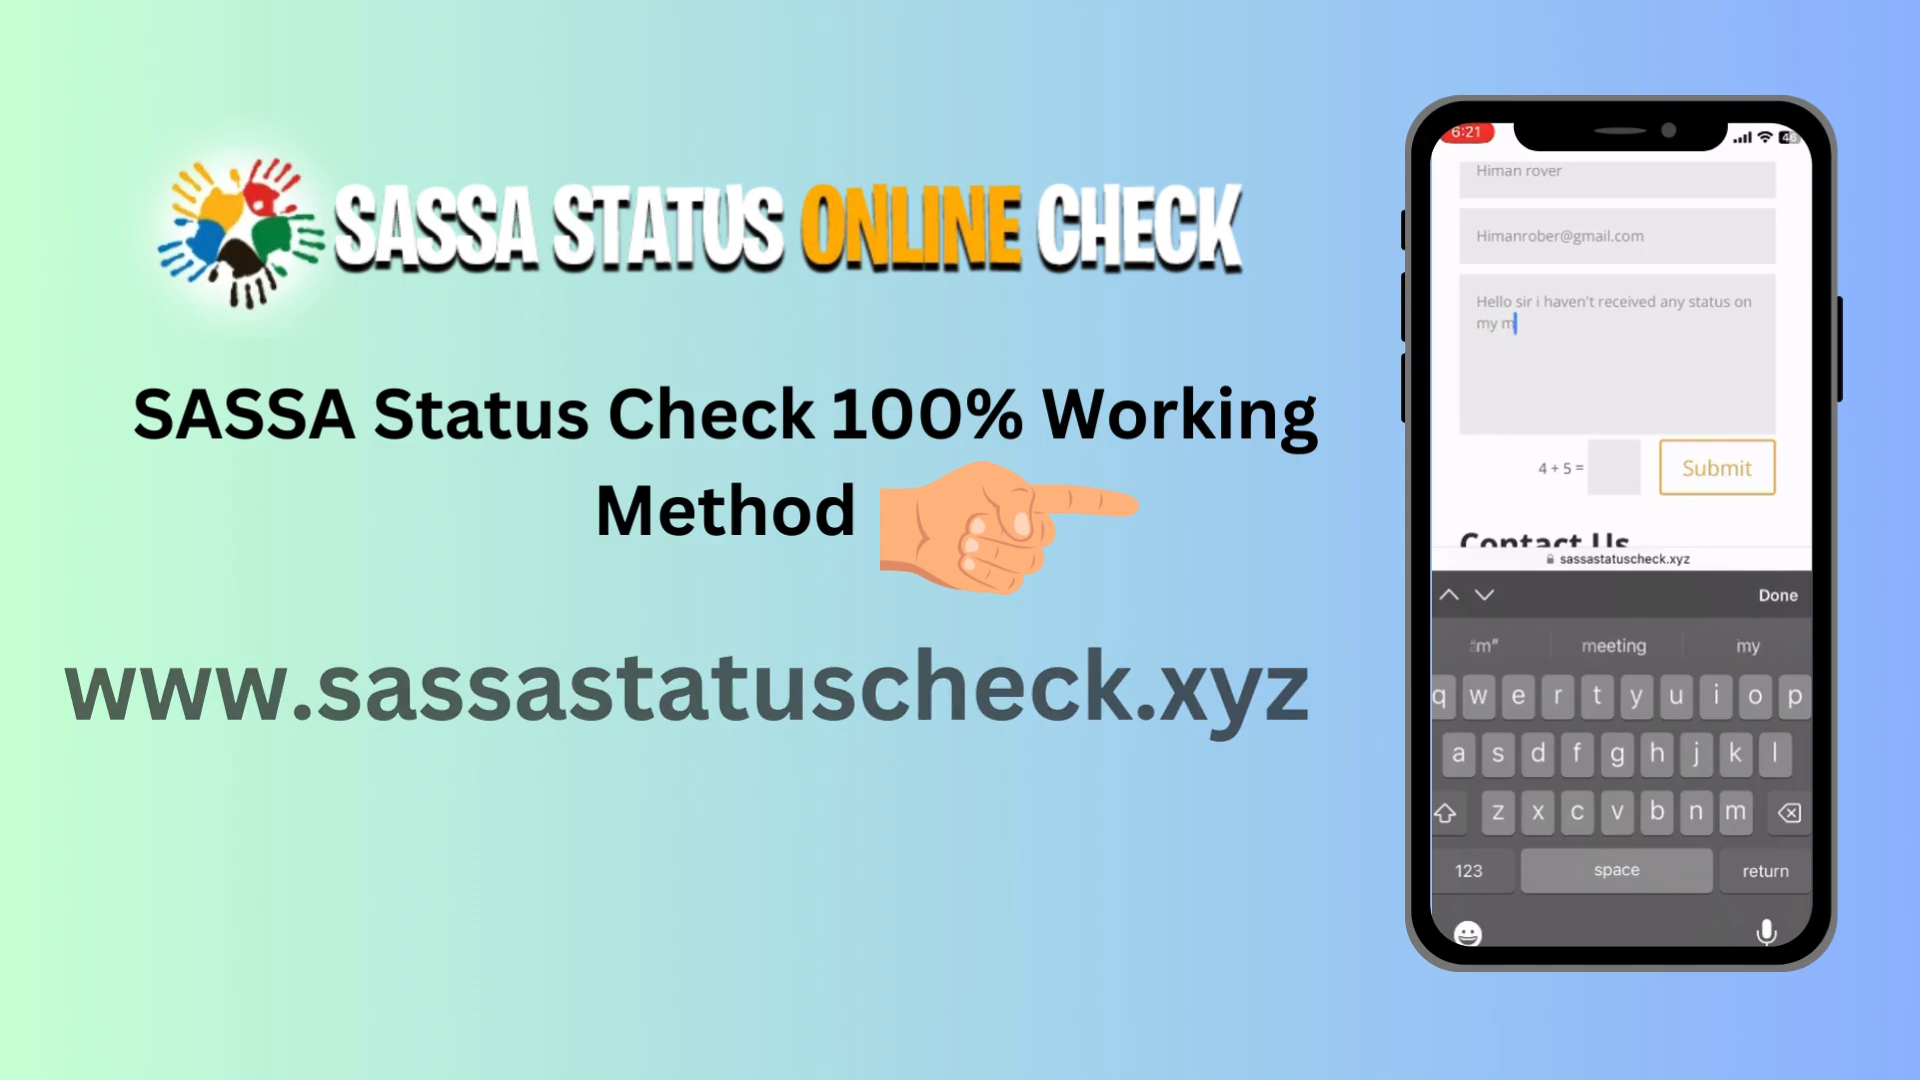 SASSA STATUS ONLINE CHECK
SASSA Status Check 100% Working
Method
www.sassastatuscheck.xyz
6:21
Himan rover
Himanrober@gmail.com
Hello sir i haven't received any status on
my m
4 + 5 =
Submit
Contact Us
sassastatuscheck.xyz
Done
"m" meeting my
q w e r t y u i o p
a s d f g h j k l
z x c v b n m
123 space return